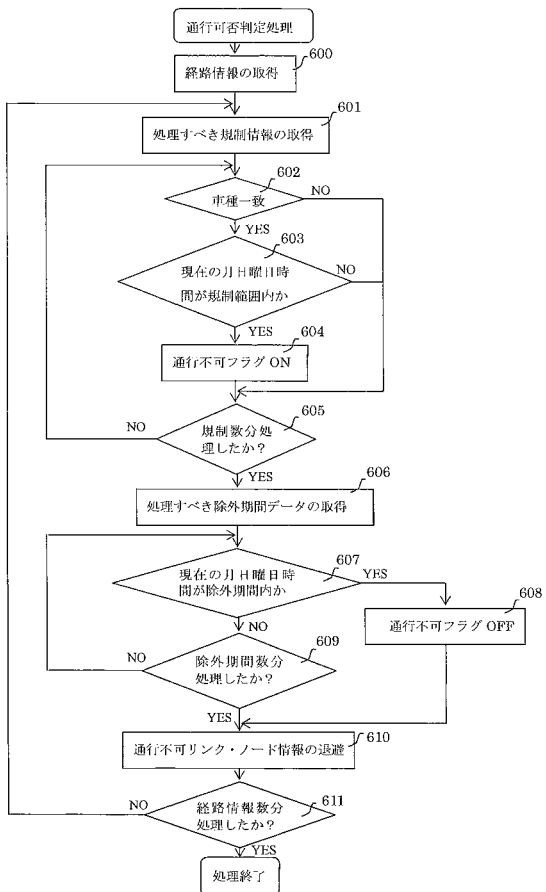 通行可否判定処理
600
経路情報の取得
601
処理すべき規制情報の取得
602
車種一致
NO
YES
603
現在の月日曜日時
間が規制範囲内か
NO
YES
604
通行不可フラグ ON
605
規制数分処
理したか？
NO
YES
606
処理すべき除外期間データの取得
607
現在の月日曜日時
間が除外期間内か
YES
608
通行不可フラグ OFF
NO
609
除外期間数分
処理したか？
NO
YES
610
通行不可リンク・ノード情報の退避
611
経路情報数分
処理したか？
NO
YES
処理終了